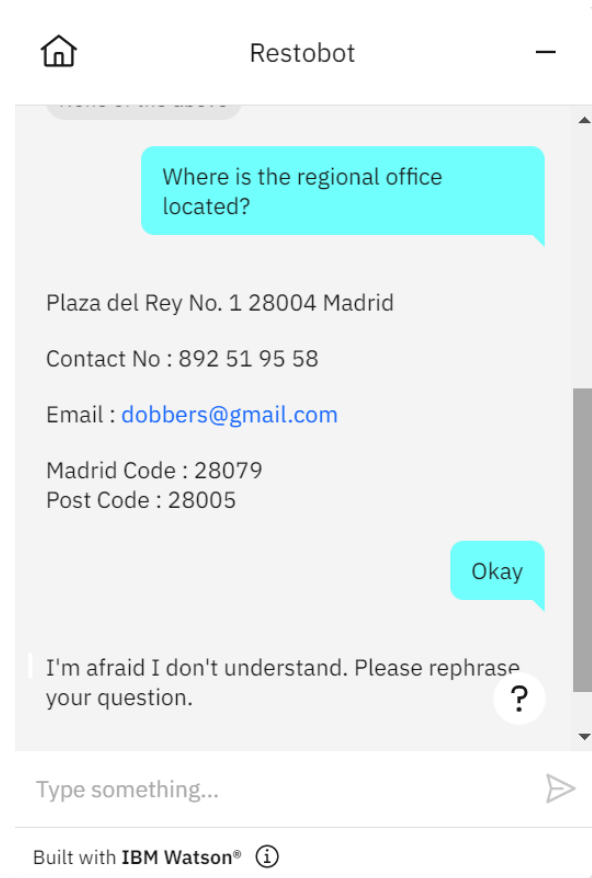 Restobot
Where is the regional office
located?
Plaza del Rey No. 1 28004 Madrid
Contact No : 892 51 95 58
Email : dobbers@gmail.com
Madrid Code : 28079
Post Code : 28005
Okay
I'm afraid I don't understand. Please rephrase
your question.
?
Type something...
Built with IBM Watson®